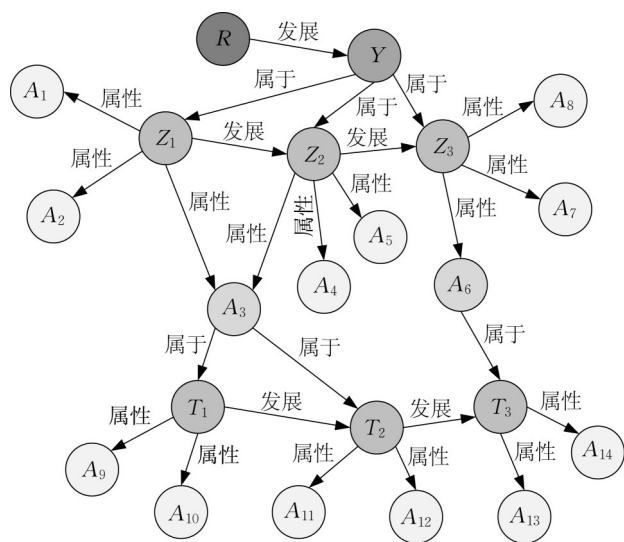 R
发展
Y
属于
属于
属于
A₁
属性
A₈
属性
Z₁
发展
Z₂
发展
Z₃
属性
属性
属性
A₂
A₅
A₇
属性
属性
属性
属性
A₄
A₃
A₆
属于
属于
属于
T₁
发展
T₂
发展
T₃
属性
属性
属性
属性
属性
属性
A₉
A₁₀
A₁₁
A₁₂
A₁₃
A₁₄